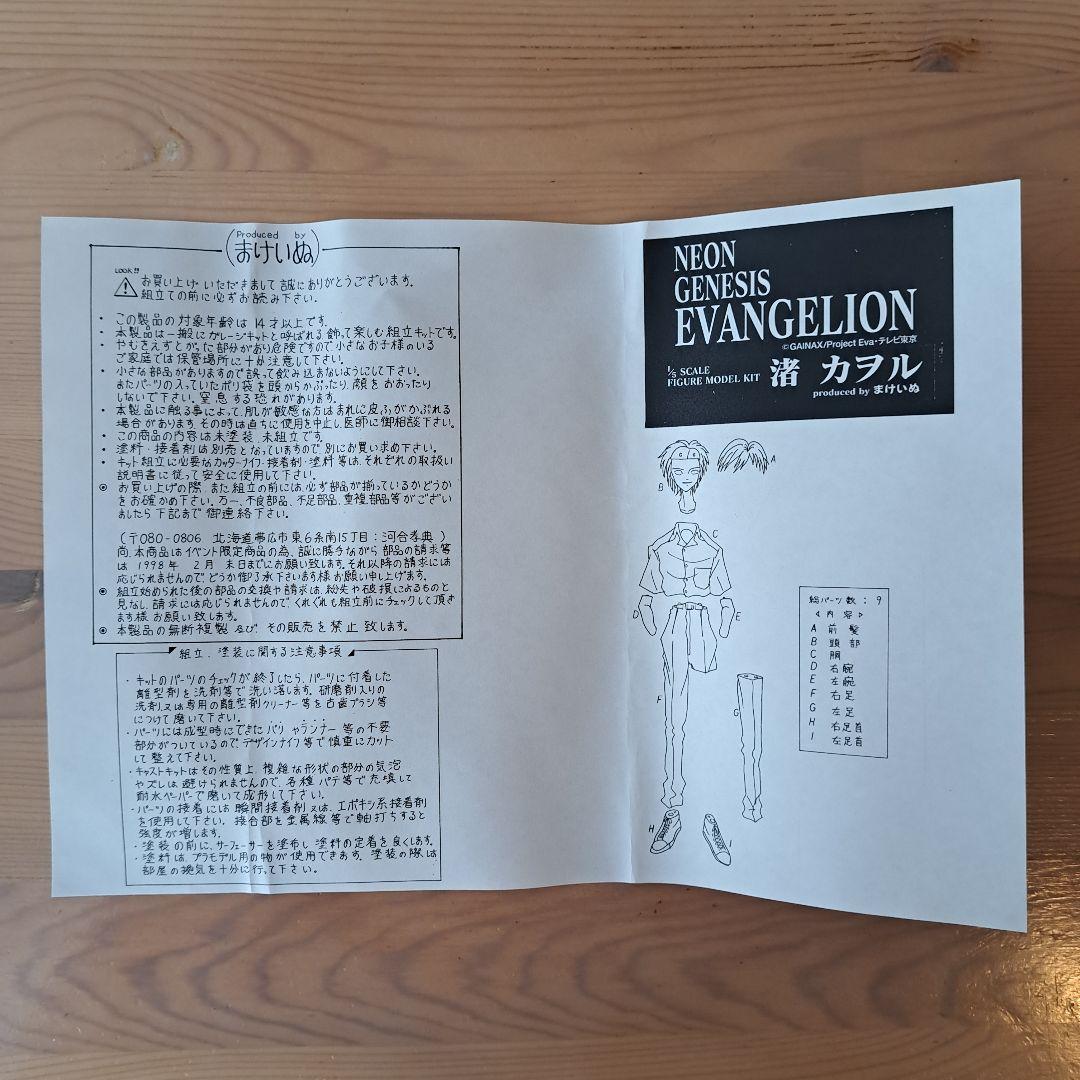 Produced by
まけいぬ
LOOK!!
お買い上げいただきまして誠にありがとうございます。
組立ての前に必ずお読み下さい。
・この製品の対象年齢は14才以上です。
・本製品は一搬にガレージキットと呼ばれる飾って楽しむ組立キットです。
・やむをえずとがった部分があり危険ですので小さなお子様のいる
ご家庭では保管場所に十分注意して下さい。
・小さな部品がありますので誤って飲み込まないようにして下さい。
またパーツの入っていたポリ袋を頭からかぶったり、顔をおおったり
しないで下さい。窒息する恐れがあります。
・本製品に触る事によって、肌が敏感な方はまれに皮ふがかぶれる
場合があります。その時は直ちに使用を中止し、医師に御相談下さい。
・この商品の内容は未塗装、未組立です。
・塗料・接着剤は別売となっていますので別にお買い求め下さい。
・キット組立に必要なカッターナイフ・接着剤・塗料等は、それぞれの取扱い
説明書に従って安全に使用して下さい。
◎お買い上げの際、また組立の前には、必ず部品が揃っているかどうか
をお確かめ下さい。万一、不良部品、不足部品、重複部品等がござい
ましたら下記まで御連絡下さい。
(〒080-0806 北海道帯広市東6条南15丁目:河合孝典)
尚、本商品はイベント限定商品の為、誠に勝手ながら部品の請求等
は1998年 2月 末日までにお願い致します。それ以降の請求には
応じられませんので、どうか御了承下さいます様お願い申し上げます。
◎組立始められた後の部品の交換や請求は、紛失や破損によるものと
見なし、請求には応じられませんので、くれぐれも組立前にチェックして頂き
ます様お願い致します。
◎本製品の無断複製及び、その販売を禁止致します。
組立、塗装に関する注意事項
・キットのパーツのチェックが終了したら、パーツに付着した
離型剤を洗剤等で洗い落します。研磨剤入りの
洗剤、又は専用の離型剤クリーナー等を古歯ブラシ等
につけて磨いて下さい。
・パーツには成型時にできたバリやランナー等の不要
部分がついているのでデザインナイフ等で慎重にカット
して整えて下さい。
・キャストキットはその性質上、複雑な形状の部分の気泡
やズレは避けられませんので、各種パテ等で充填して
耐水ペーパーで磨いて成形して下さい。
・パーツの接着には瞬間接着剤又は、エポキシ系接着剤
を使用して下さい。接合部を金属線等で軸打ちすると
強度が増します。
・塗装の前に、サーフェーサーを塗布し塗料の定着を良くします。
・塗料は、プラモデル用の物が使用できます。塗装の際は
部屋の換気を十分に行って下さい。
NEON
GENESIS
EVANGELION
©GAINAX/Project Eva・テレビ東京
1/5 SCALE
FIGURE MODEL KIT 渚 カヲル
produced by まけいぬ
A
B
C
D
E
F
G
H
I
総パーツ数:9
<内容>
A 前髪
B 頭部
C 胴
D 右腕
E 左腕
F 右足
G 左足
H 右足首
I 左足首